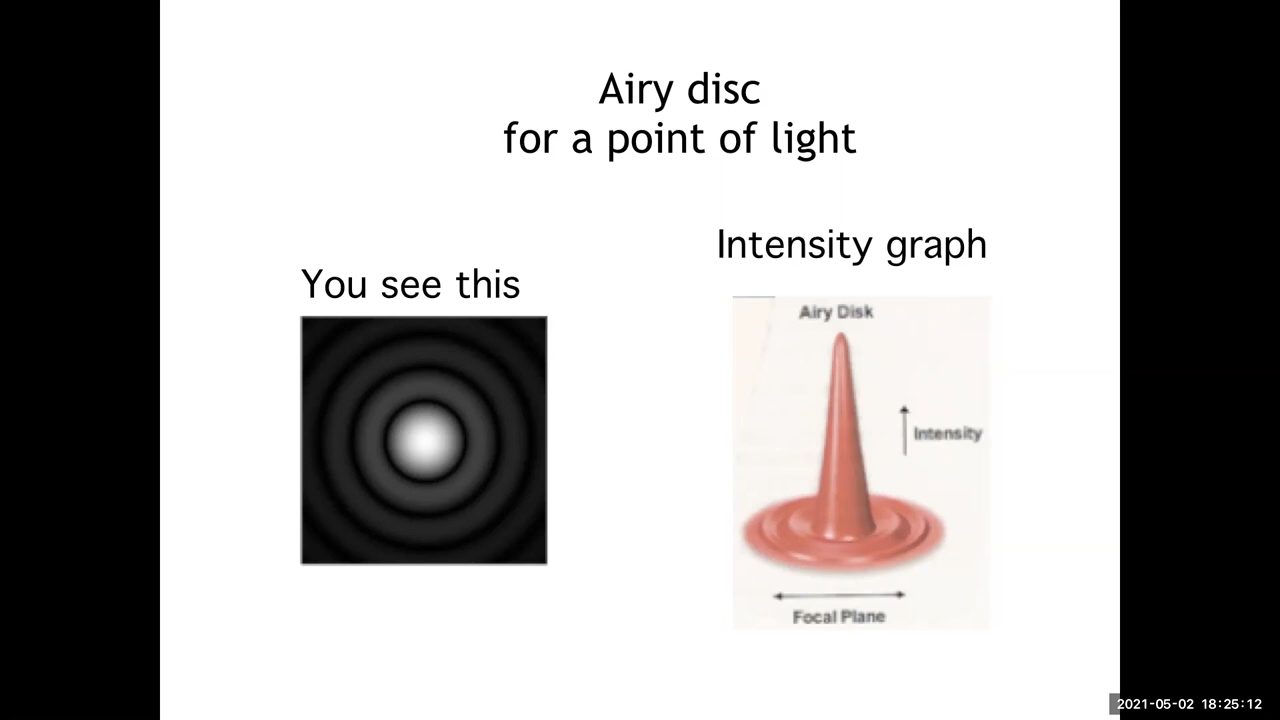 Airy disc
for a point of light
Intensity graph
You see this
Airy Disk
Intensity
Focal Plane
2021-05-02 18:25:12